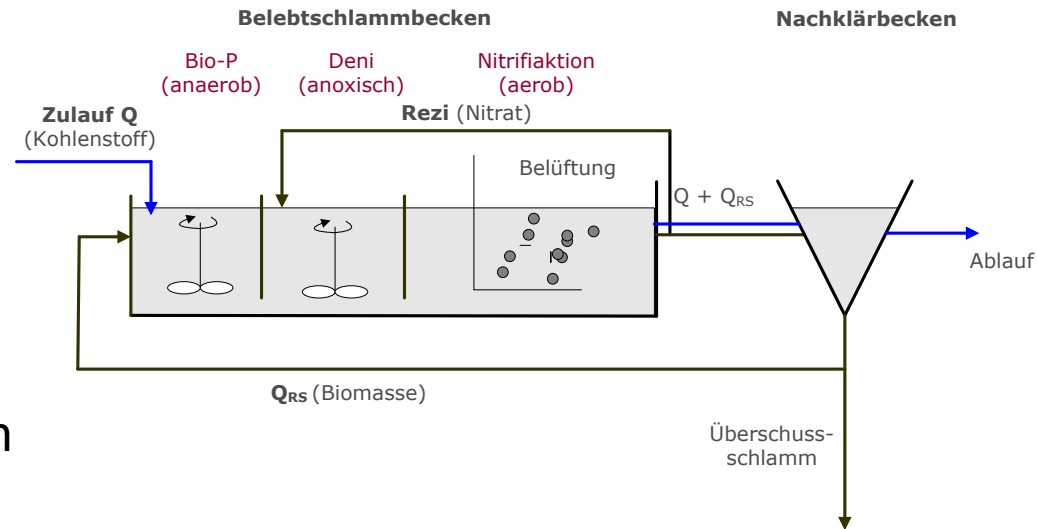 Belebtschlammbecken
Nachklärbecken
Bio-P
(anaerob)
Deni
(anoxisch)
Nitrifiaktion
(aerob)
Zulauf Q
(Kohlenstoff)
Rezi (Nitrat)
Belüftung
Q + QRS
Ablauf
QRS (Biomasse)
n
Überschuss-
schlamm